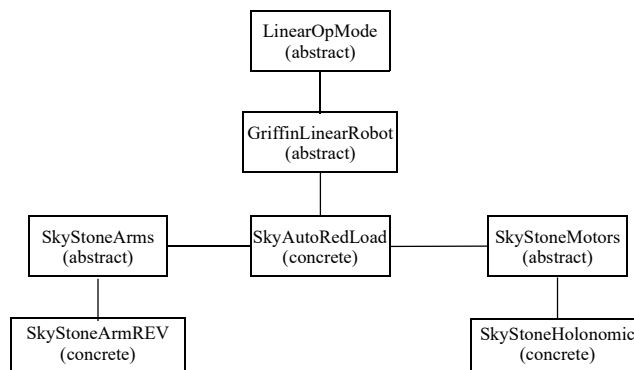 LinearOpMode
(abstract)
GriffinLinearRobot
(abstract)
SkyStoneArms
(abstract)
SkyAutoRedLoad
(concrete)
SkyStoneMotors
(abstract)
SkyStoneArmREV
(concrete)
SkyStoneHolonomic
(concrete)